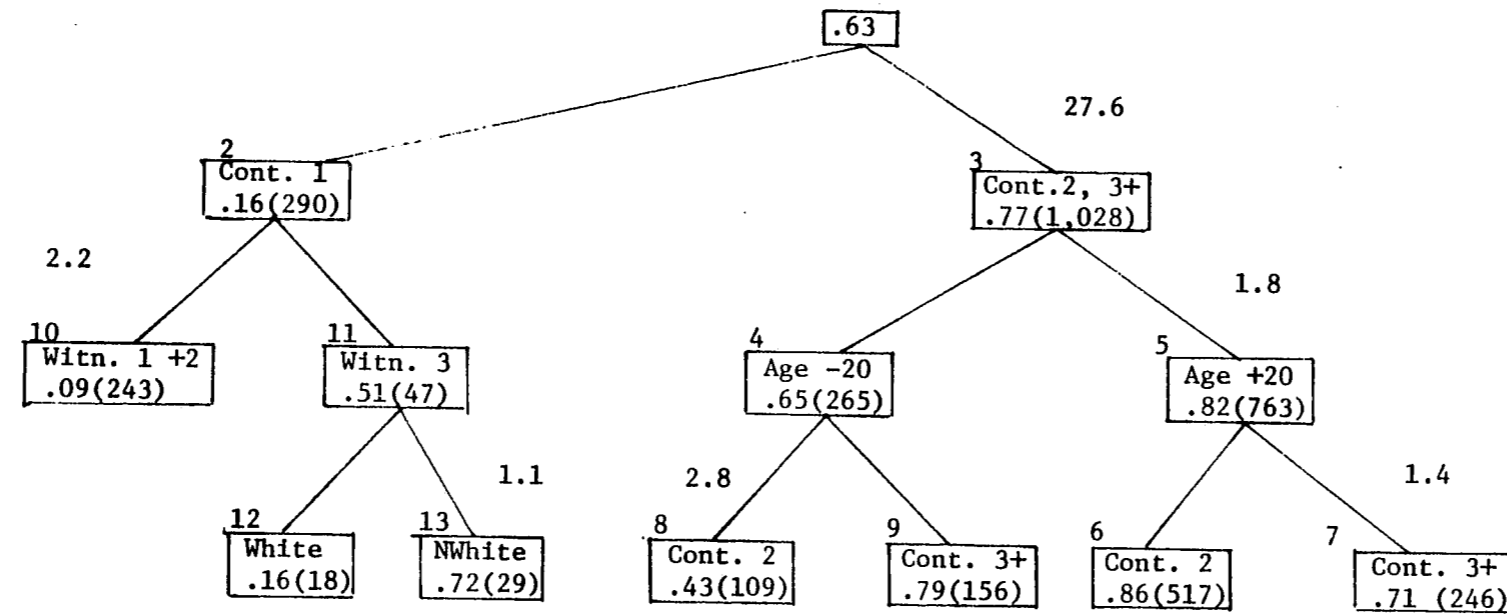 .63
27.6
2
Cont. 1
.16(290)
3
Cont.2, 3+
.77(1,028)
2.2
1.8
10
Witn. 1 +2
.09(243)
11
Witn. 3
.51(47)
4
Age -20
.65(265)
5
Age +20
.82(763)
1.1
2.8
1.4
12
White
.16(18)
13
NWhite
.72(29)
8
Cont. 2
.43(109)
9
Cont. 3+
.79(156)
6
Cont. 2
.86(517)
7
Cont. 3+
.71 (246)